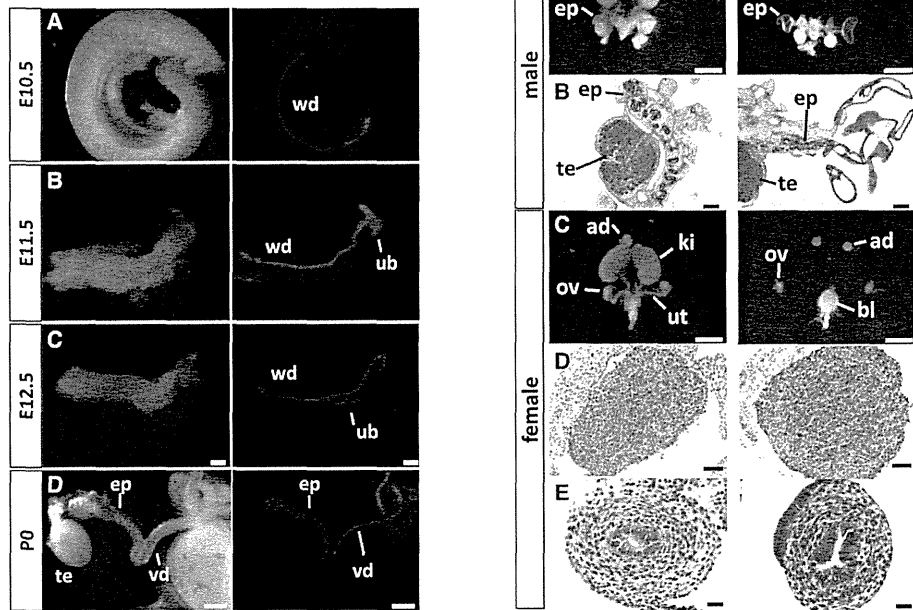 A
E10.5
wd
B
E11.5
wd
ub
C
E12.5
wd
ub
D
P0
ep
te
vd
ep
vd
male
ep
ep
B
ep
te
ep
te
female
C
ad
ki
ov
ut
ad
ov
bl
D
E